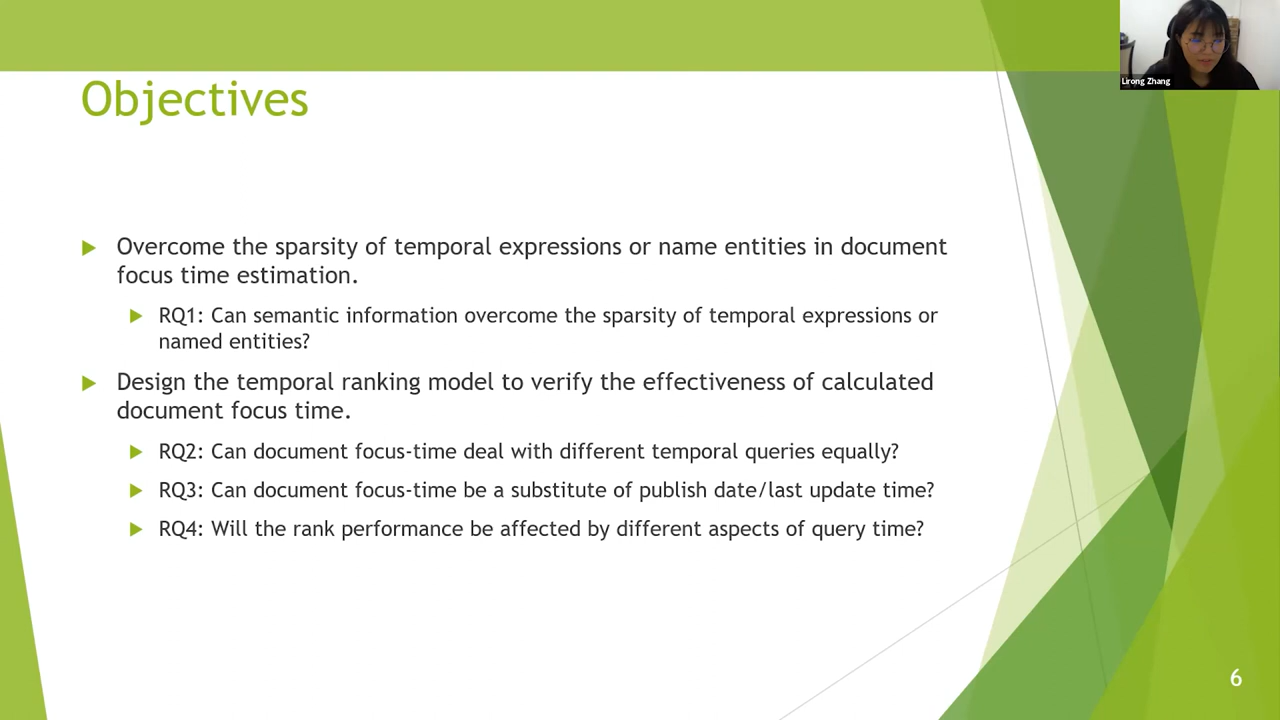 Lirong Zhang
Objectives
Overcome the sparsity of temporal expressions or name entities in document
focus time estimation.
RQ1: Can semantic information overcome the sparsity of temporal expressions or
named entities?
Design the temporal ranking model to verify the effectiveness of calculated
document focus time.
RQ2: Can document focus-time deal with different temporal queries equally?
RQ3: Can document focus-time be a substitute of publish date/last update time?
RQ4: Will the rank performance be affected by different aspects of query time?
6